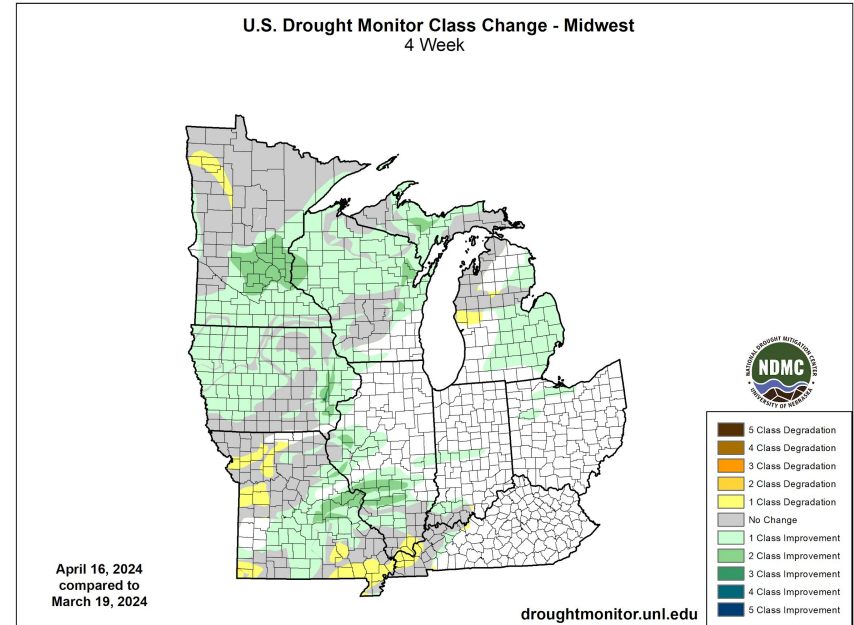 U.S. Drought Monitor Class Change - Midwest
4 Week
NATIONAL DROUGHT MITIGATION CENTER
NDMC
UNIVERSITY OF NEBRASKA
5 Class Degradation
4 Class Degradation
3 Class Degradation
2 Class Degradation
1 Class Degradation
No Change
1 Class Improvement
2 Class Improvement
3 Class Improvement
4 Class Improvement
5 Class Improvement
April 16, 2024
compared to
March 19, 2024
droughtmonitor.unl.edu